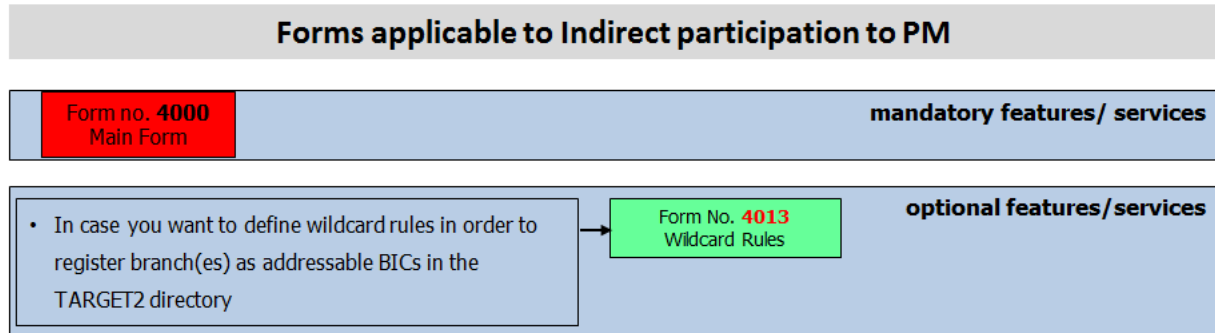 Forms applicable to Indirect participation to PM
Form no. 4000
Main Form
mandatory features/ services
• In case you want to define wildcard rules in order to
register branch(es) as addressable BICs in the
TARGET2 directory
Form No. 4013
Wildcard Rules
optional features/services